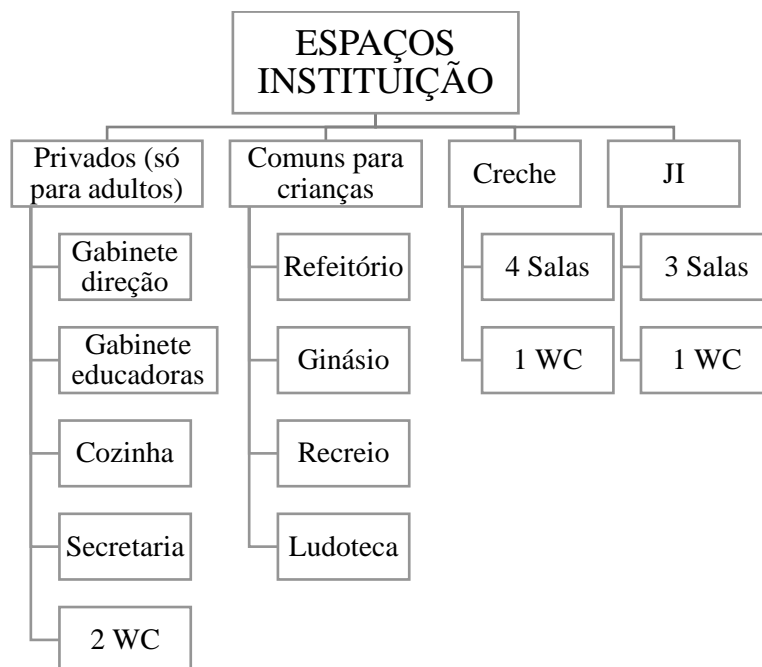 ESPAÇOS
INSTITUIÇÃO
Privados (só
para adultos)
Gabinete
direção
Gabinete
educadoras
Cozinha
Secretaria
2 WC
Comuns para
crianças
Refeitório
Ginásio
Recreio
Ludoteca
Creche
4 Salas
1 WC
JI
3 Salas
1 WC